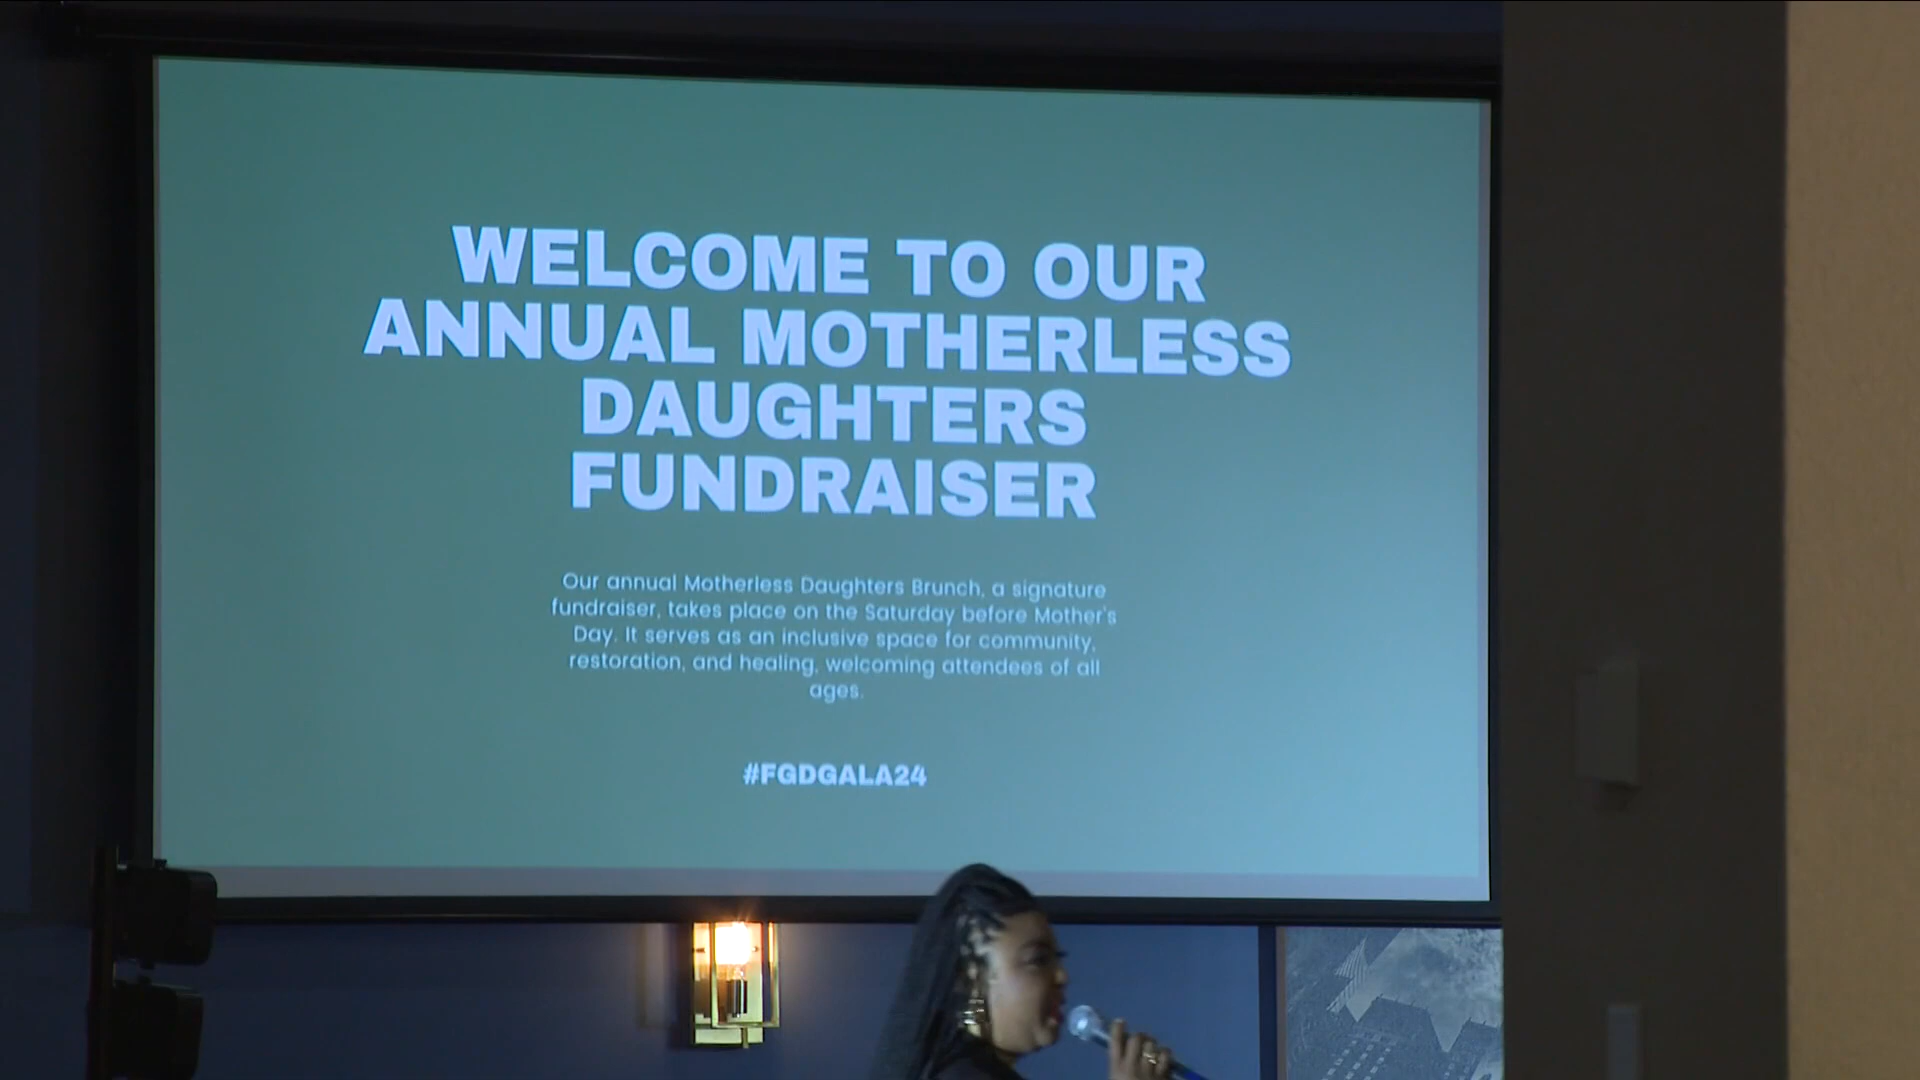 WELCOME TO OUR
ANNUAL MOTHERLESS
DAUGHTERS
FUNDRAISER
Our annual Motherless Daughters Brunch, a signature
fundraiser, takes place on the Saturday before Mother's
Day. It serves as an inclusive space for community,
restoration, and healing, welcoming attendees of all
ages.
#FGDGALA24